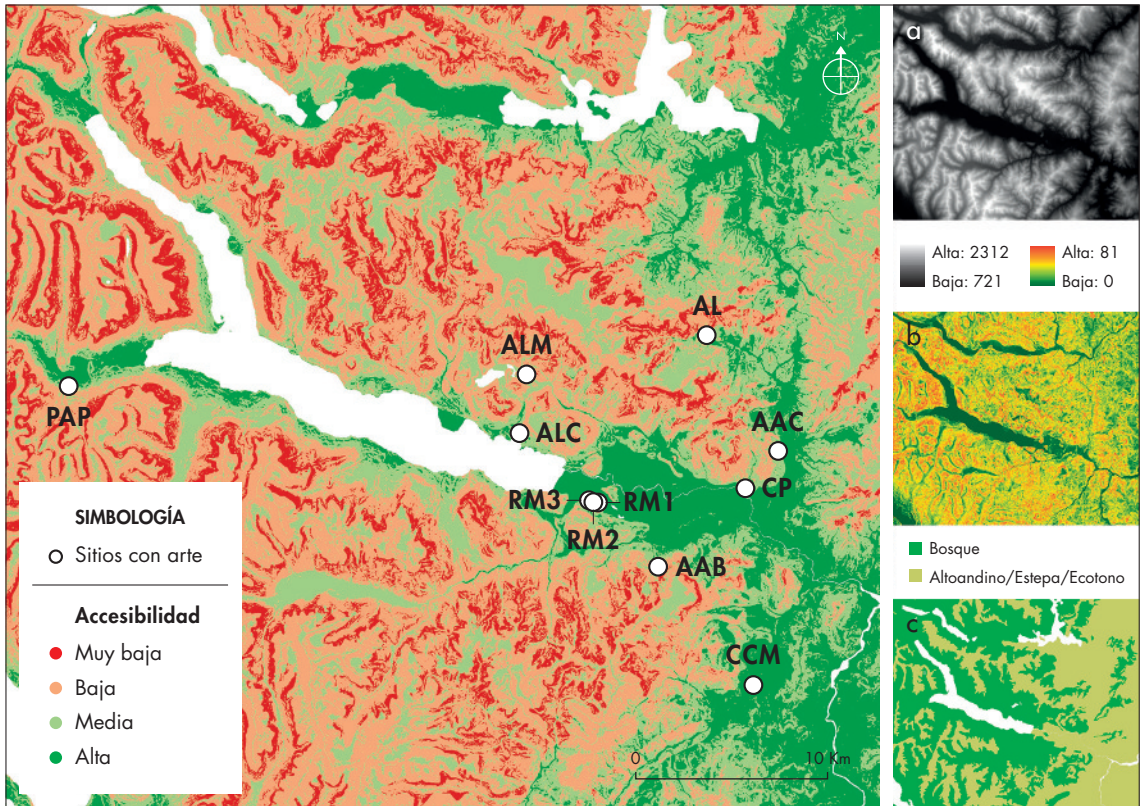 N
AL
ALM
PAP
ALC
AAC
CP
RM3
RM1
RM2
AAB
CCM
SIMBOLOGÍA
Sitios con arte
Accesibilidad
Muy baja
Baja
Media
Alta
0 10 Km
a
Alta: 2312
Baja: 721
Alta: 81
Baja: 0
b
Bosque
Altoandino/Estepa/Ecotono
c